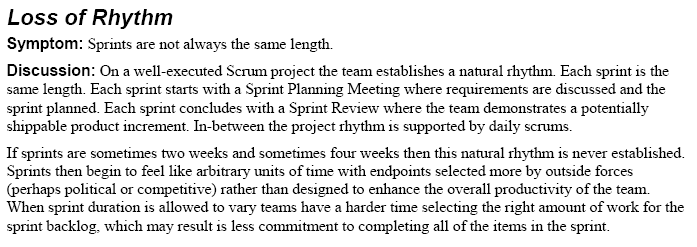 Loss of Rhythm
Symptom: Sprints are not always the same length.
Discussion: On a well-executed Scrum project the team establishes a natural rhythm. Each sprint is the
same length. Each sprint starts with a Sprint Planning Meeting where requirements are discussed and the
sprint planned. Each sprint concludes with a Sprint Review where the team demonstrates a potentially
shippable product increment. In-between the project rhythm is supported by daily scrums.
If sprints are sometimes two weeks and sometimes four weeks then this natural rhythm is never established.
Sprints then begin to feel like arbitrary units of time with endpoints selected more by outside forces
(perhaps political or competitive) rather than designed to enhance the overall productivity of the team.
When sprint duration is allowed to vary teams have a harder time selecting the right amount of work for the
sprint backlog, which may result is less commitment to completing all of the items in the sprint.